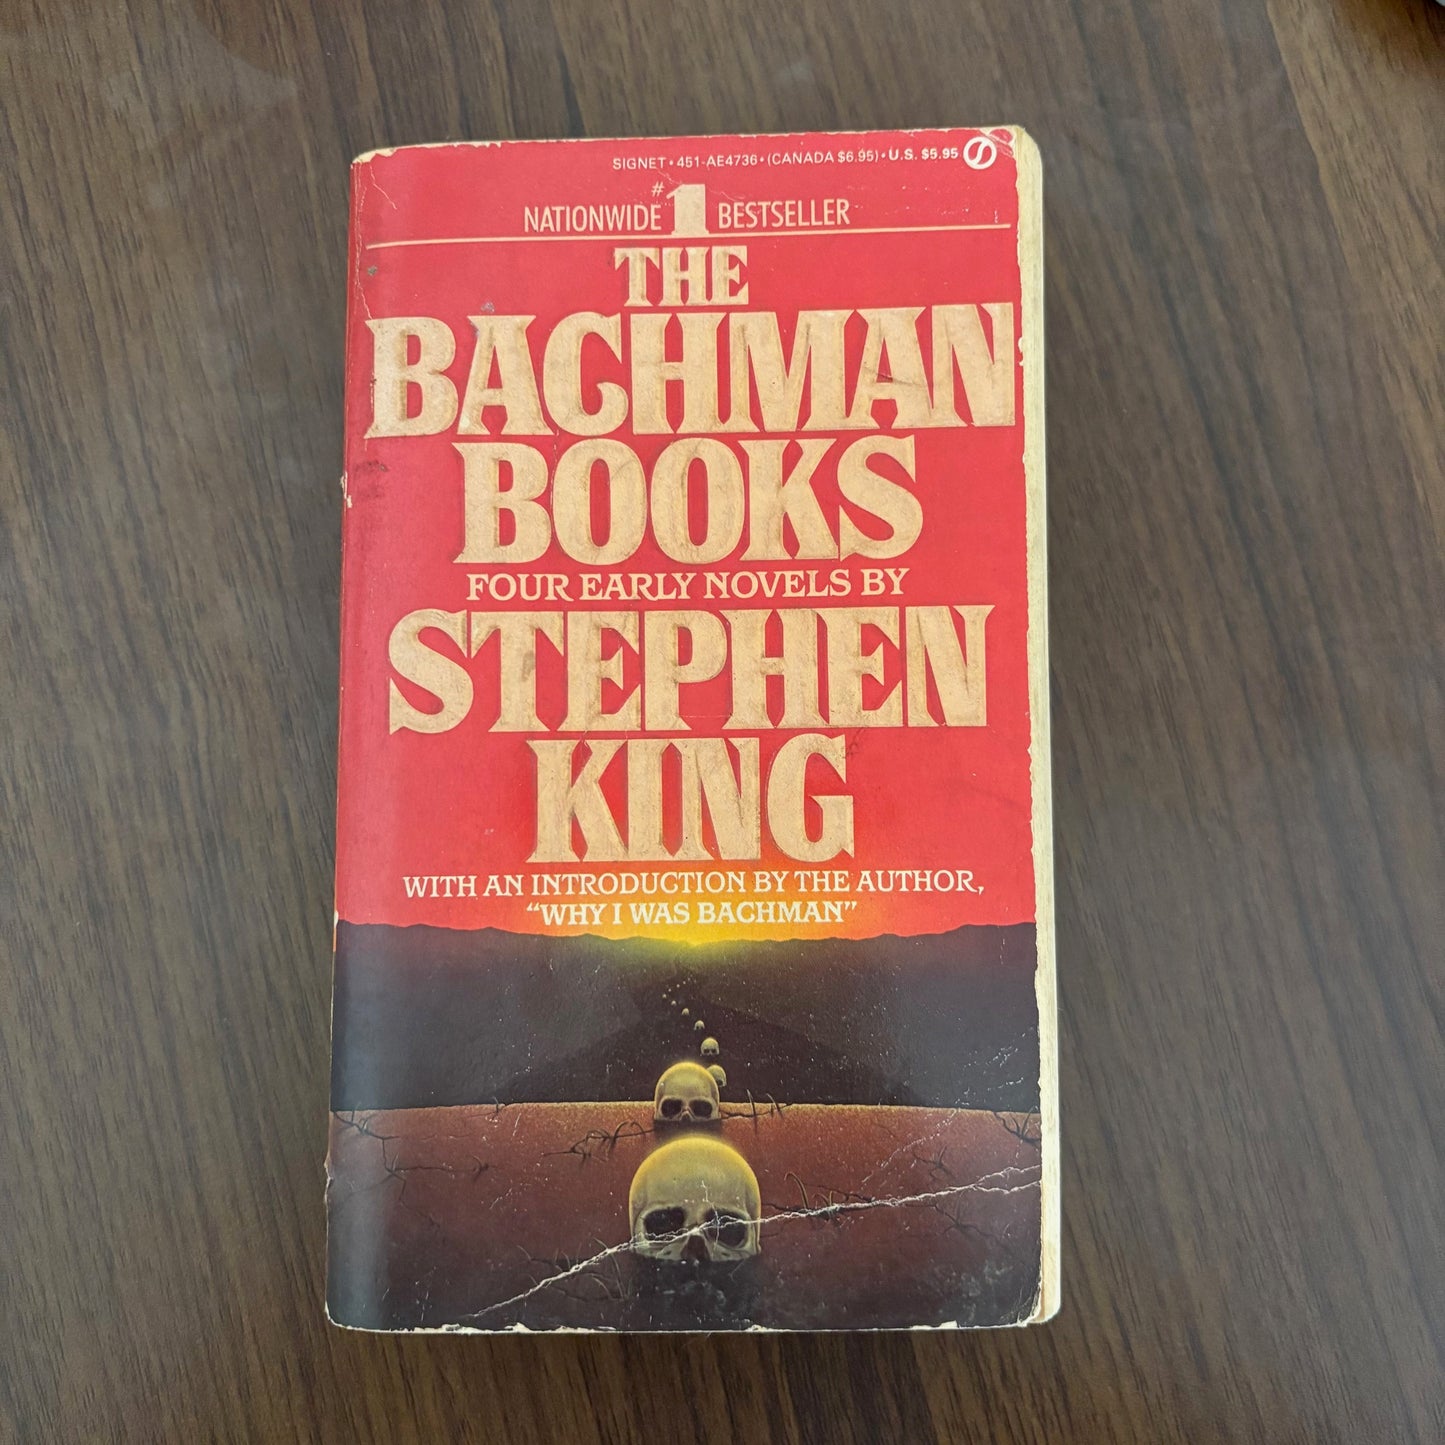 SIGNET • 451-AE4736 • (CANADA $6.95) • U.S. $5.95
#1
NATIONWIDE BESTSELLER
THE
BACHMAN
BOOKS
FOUR EARLY NOVELS BY
STEPHEN
KING
WITH AN INTRODUCTION BY THE AUTHOR,
“WHY I WAS BACHMAN”